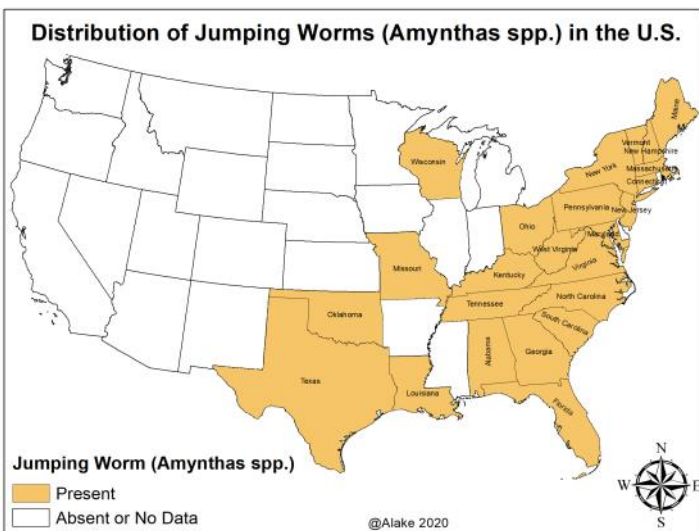 Distribution of Jumping Worms (Amynthas spp.) in the U.S.
Maine
Vermont
New Hampshire
Wisconsin
Massachusetts
New York
Connecticut
Pennsylvania
New Jersey
Ohio
Maryland
West Virginia
Missouri
Virginia
Kentucky
North Carolina
Tennessee
Oklahoma
South Carolina
Alabama
Georgia
Texas
Louisiana
Florida
N
W
E
S
Jumping Worm (Amynthas spp.)
Present
Absent or No Data
@Alake 2020